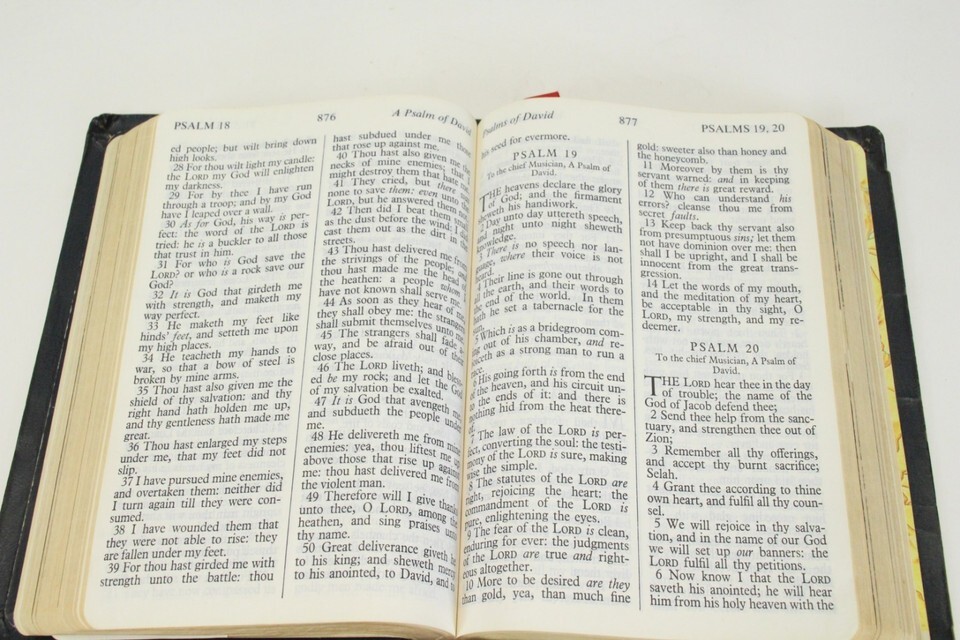 PSALM 18
876
A Psalm of David
ed people; but wilt bring down
high looks.
28 For thou wilt light my candle:
the LORD my God will enlighten
my darkness.
29 For by thee I have run
through a troop; and by my God
have I leaped over a wall.
30 As for God, his way is per-
fect: the word of the LORD is
tried: he is a buckler to all those
that trust in him.
31 For who is God save the
LORD? or who is a rock save our
God?
32 It is God that girdeth me
with strength, and maketh my
way perfect.
33 He maketh my feet like
hinds' feet, and setteth me upon
my high places.
34 He teacheth my hands to
war, so that a bow of steel is
broken by mine arms.
35 Thou hast also given me the
shield of thy salvation: and thy
right hand hath holden me up,
and thy gentleness hath made me
great.
36 Thou hast enlarged my steps
under me, that my feet did not
slip.
37 I have pursued mine enemies,
and overtaken them: neither did
I turn again till they were con-
sumed.
38 I have wounded them that
they were not able to rise: they
are fallen under my feet.
39 For thou hast girded me with
strength unto the battle: thou
hast subdued under me those
that rose up against me.
40 Thou hast also given me the
necks of mine enemies; that I
might destroy them that hate me.
41 They cried, but there was
none to save them: even unto the
LORD, but he answered them not.
42 Then did I beat them small
as the dust before the wind: I did
cast them out as the dirt in the
streets.
43 Thou hast delivered me from
the strivings of the people; and
thou hast made me the head of
the heathen: a people whom I
have not known shall serve me.
44 As soon as they hear of me,
they shall obey me: the strangers
shall submit themselves unto me.
45 The strangers shall fade a-
way, and be afraid out of their
close places.
46 The LORD liveth; and bless-
ed be my rock; and let the God
of my salvation be exalted.
47 It is God that avengeth me,
and subdueth the people under
me.
48 He delivereth me from mine
enemies: yea, thou liftest me up
above those that rise up against
me: thou hast delivered me from
the violent man.
49 Therefore will I give thanks
unto thee, O LORD, among the
heathen, and sing praises unto
thy name.
50 Great deliverance giveth he
to his king; and sheweth mercy
to his anointed, to David, and to
Psalms of David
877
PSALMS 19, 20
his seed for evermore.
PSALM 19
To the chief Musician, A Psalm of
David.
THE heavens declare the glory
of God; and the firmament
sheweth his handiwork.
2 Day unto day uttereth speech,
and night unto night sheweth
knowledge.
3 There is no speech nor lan-
guage, where their voice is not
heard.
4 Their line is gone out through
all the earth, and their words to
the end of the world. In them
hath he set a tabernacle for the
sun,
5 Which is as a bridegroom com-
ing out of his chamber, and re-
joiceth as a strong man to run a
race.
6 His going forth is from the end
of the heaven, and his circuit un-
to the ends of it: and there is
nothing hid from the heat there-
of.
7 The law of the LORD is per-
fect, converting the soul: the testi-
mony of the LORD is sure, making
wise the simple.
8 The statutes of the LORD are
right, rejoicing the heart: the
commandment of the LORD is
pure, enlightening the eyes.
9 The fear of the LORD is clean,
enduring for ever: the judgments
of the LORD are true and right-
eous altogether.
10 More to be desired are they
than gold, yea, than much fine
gold: sweeter also than honey and
the honeycomb.
11 Moreover by them is thy
servant warned: and in keeping
of them there is great reward.
12 Who can understand his
errors? cleanse thou me from
secret faults.
13 Keep back thy servant also
from presumptuous sins; let them
not have dominion over me: then
shall I be upright, and I shall be
innocent from the great trans-
gression.
14 Let the words of my mouth,
and the meditation of my heart,
be acceptable in thy sight, O
LORD, my strength, and my re-
deemer.
PSALM 20
To the chief Musician, A Psalm of
David.
THE LORD hear thee in the day
of trouble; the name of the
God of Jacob defend thee;
2 Send thee help from the sanc-
tuary, and strengthen thee out of
Zion;
3 Remember all thy offerings,
and accept thy burnt sacrifice;
Selah.
4 Grant thee according to thine
own heart, and fulfil all thy coun-
sel.
5 We will rejoice in thy salva-
tion, and in the name of our God
we will set up our banners: the
LORD fulfil all thy petitions.
6 Now know I that the LORD
saveth his anointed; he will hear
him from his holy heaven with the